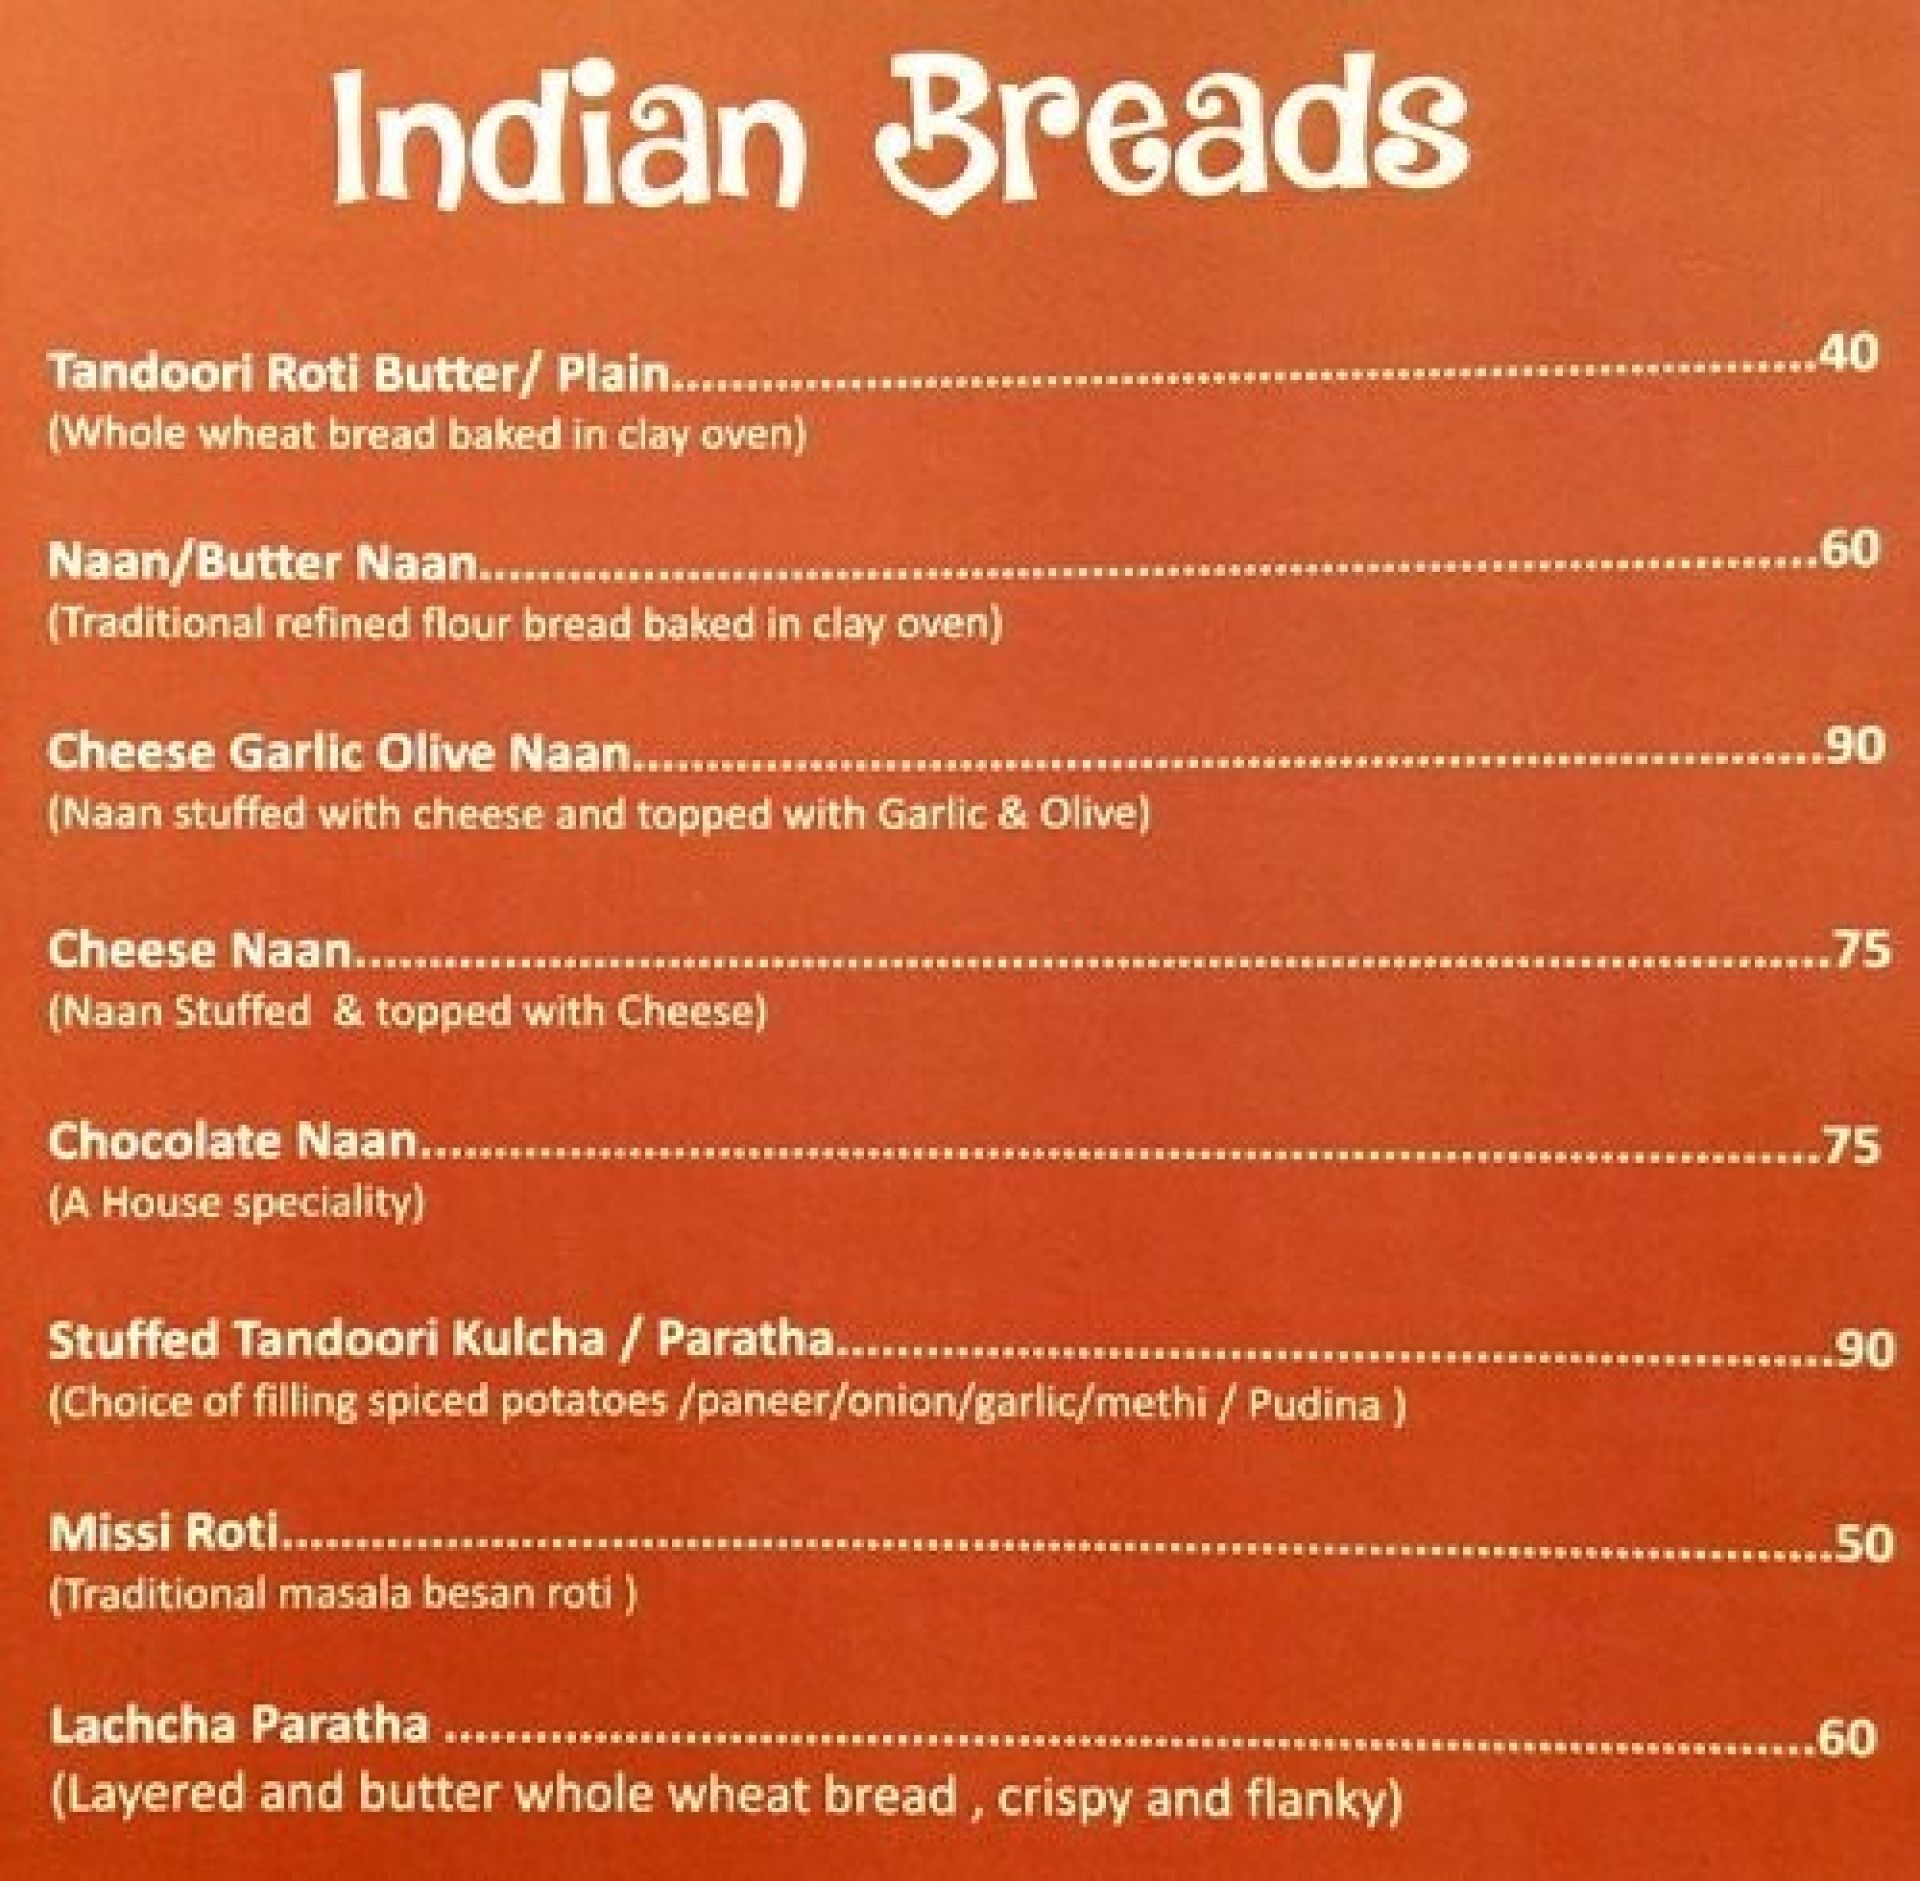 Indian Breads
Tandoori Roti Butter/ Plain........................................................................40
(Whole wheat bread baked in clay oven)
Naan/Butter Naan........................................................................60
(Traditional refined flour bread baked in clay oven)
Cheese Garlic Olive Naan........................................................................90
(Naan stuffed with cheese and topped with Garlic & Olive)
Cheese Naan........................................................................75
(Naan Stuffed & topped with Cheese)
Chocolate Naan........................................................................75
(A House speciality)
Stuffed Tandoori Kulcha / Paratha........................................................................90
(Choice of filling spiced potatoes /paneer/onion/garlic/methi / Pudina )
Missi Roti........................................................................50
(Traditional masala besan roti )
Lachcha Paratha ........................................................................60
(Layered and butter whole wheat bread , crispy and flanky)